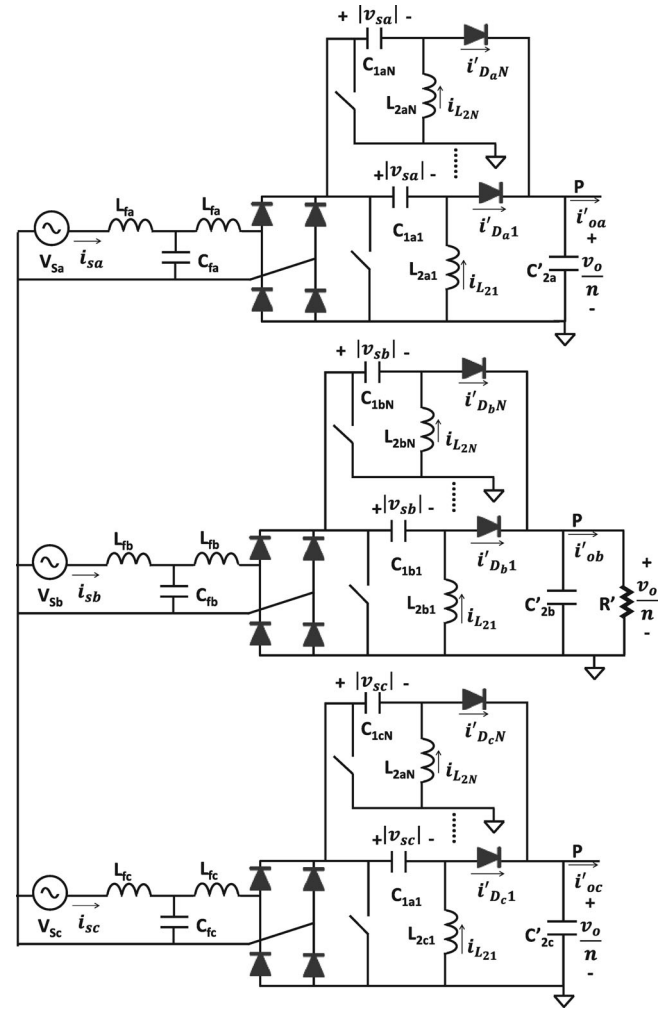 + |v_sa| -
C_1aN
i'_DaN
L_2aN
i_L2N
+ |v_sa| -
P
L_fa
L_fa
C_1a1
i'_Da1
i'_oa
V_Sa
i_sa
C_fa
L_2a1
i_L21
C'_2a
+
v_o
n
-
+ |v_sb| -
C_1bN
i'_DbN
L_2bN
i_L2N
+ |v_sb| -
P
L_fb
L_fb
C_1b1
i'_Db1
i'_ob
V_Sb
i_sb
C_fb
L_2b1
i_L21
C'_2b
R'
+
v_o
n
-
+ |v_sc| -
C_1cN
i'_DcN
L_2aN
i_L2N
+ |v_sc| -
P
L_fc
L_fc
C_1a1
i'_Dc1
i'_oc
V_Sc
i_sc
C_fc
L_2c1
i_L21
C'_2c
+
v_o
n
-